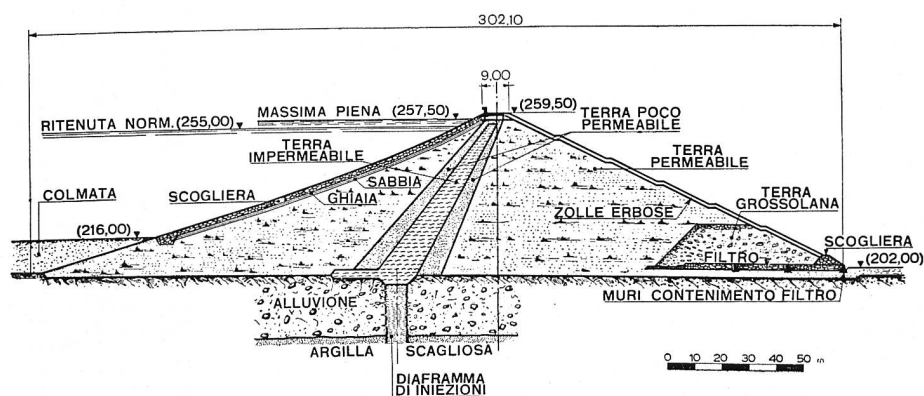 302,10
9,00
MASSIMA PIENA (257,50)
(259,50)
RITENUTA NORM. (255,00)
TERRA POCO
PERMEABILE
TERRA
IMPERMEABILE
TERRA
PERMEABILE
COLMATA
SCOGLIERA
SABBIA
GHIAIA
TERRA
GROSSOLANA
ZOLLE ERBOSE
(216,00)
SCOGLIERA
FILTRO
(202,00)
ALLUVIONE
MURI CONTENIMENTO FILTRO
ARGILLA SCAGLIOSA
DIAFRAMMA
DI INIEZIONI
0 10 20 30 40 50 m